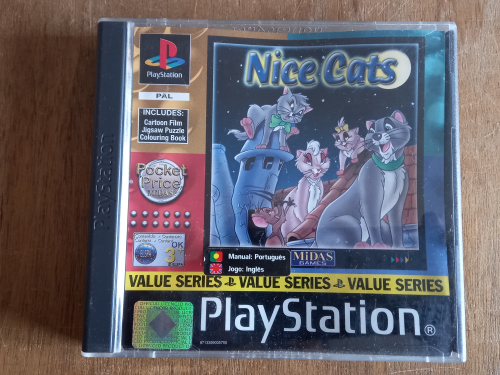 PlayStation
PAL
INCLUDES:
Cartoon Film
Jigsaw Puzzle
Colouring Book
Nice Cats
PlayStation
Pocket
Price
MIDAS
OK
3
MIDAS
GAMES
Manual: Português
Jogo: Inglês
VALUE SERIES VALUE SERIES VALUE SERIES
PlayStation®